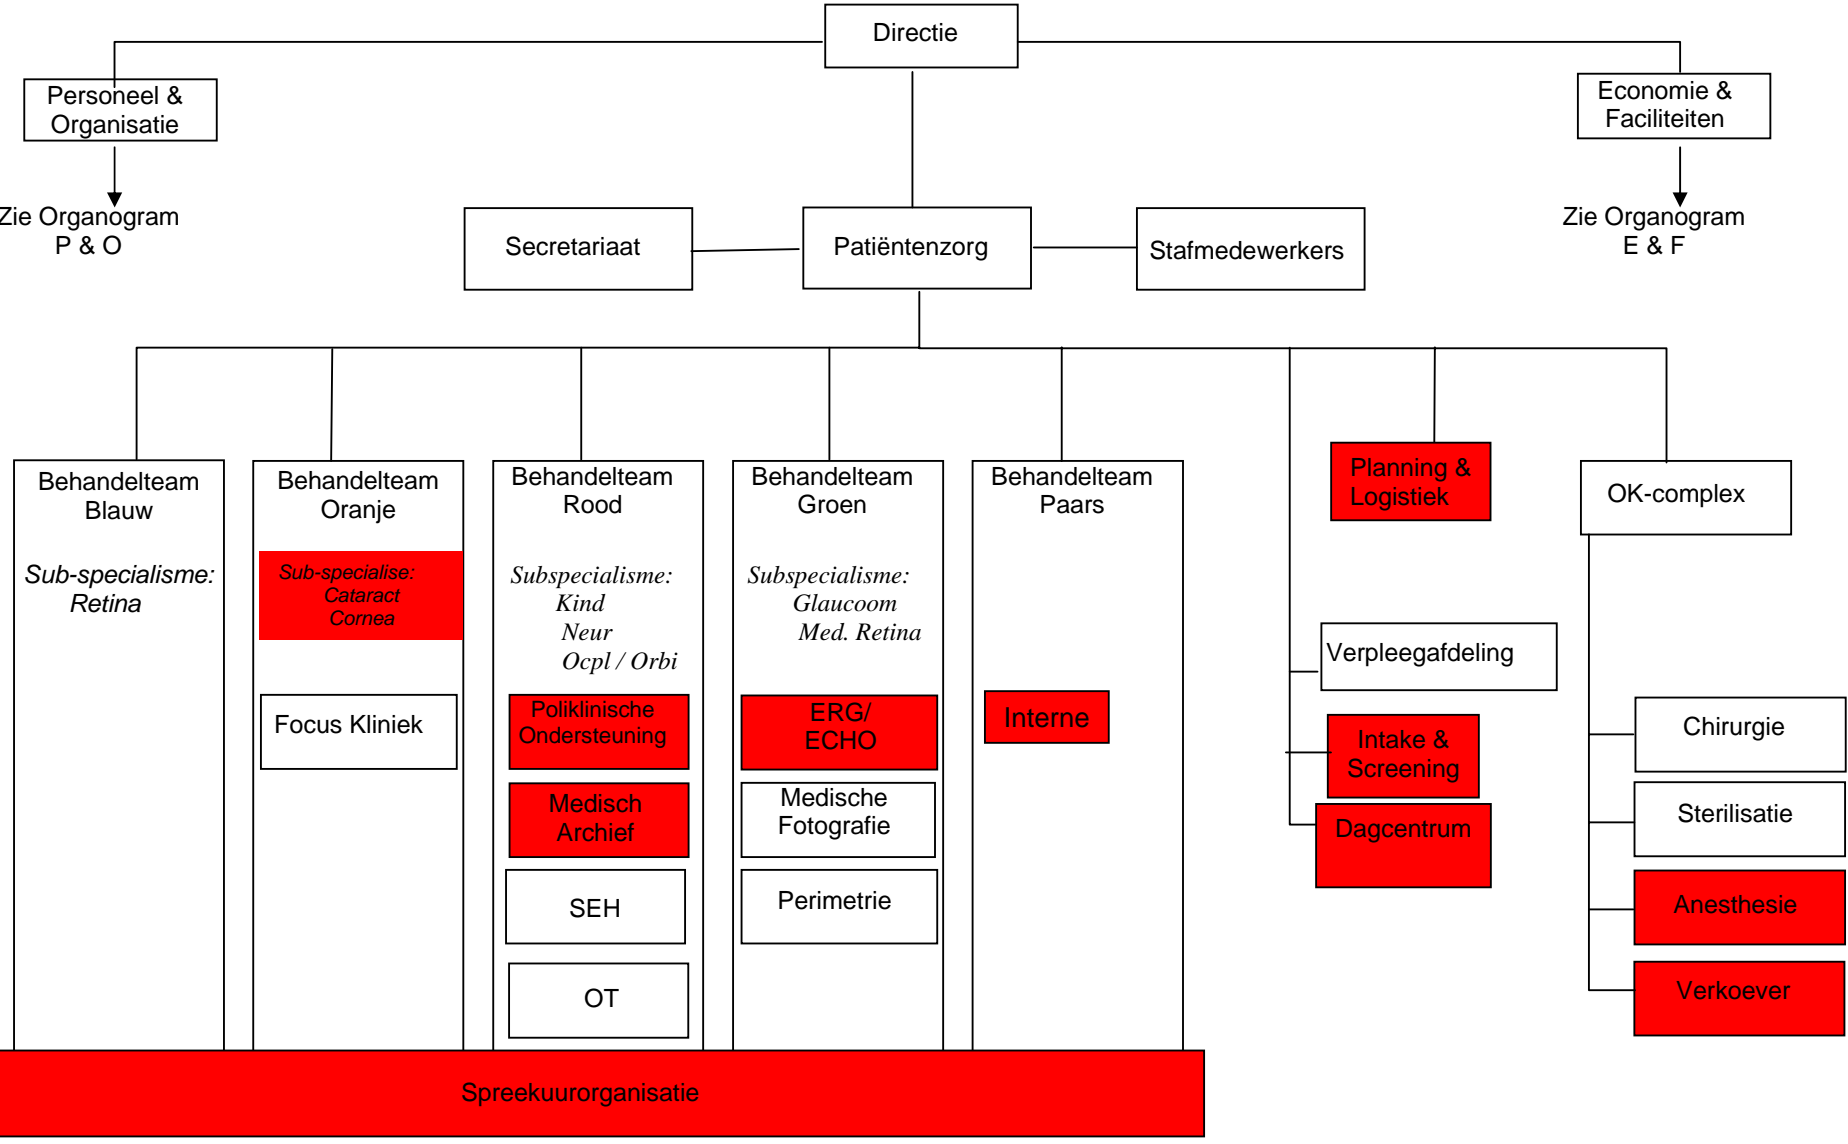 Directie
Personeel &
Organisatie
Economie &
Faciliteiten
Zie Organogram
P & O
Zie Organogram
E & F
Secretariaat
Patiëntenzorg
Stafmedewerkers
Behandelteam
Blauw
Sub-specialisme:
Retina
Behandelteam
Oranje
Sub-specialise:
Cataract
Cornea
Focus Kliniek
Behandelteam
Rood
Subspecialisme:
Kind
Neur
Ocpl / Orbi
Poliklinische
Ondersteuning
Medisch
Archief
SEH
OT
Behandelteam
Groen
Subspecialisme:
Glaucoom
Med. Retina
ERG/
ECHO
Medische
Fotografie
Perimetrie
Behandelteam
Paars
Interne
Planning &
Logistiek
Verpleegafdeling
Intake &
Screening
Dagcentrum
OK-complex
Chirurgie
Sterilisatie
Anesthesie
Verkoever
Spreekuurorganisatie